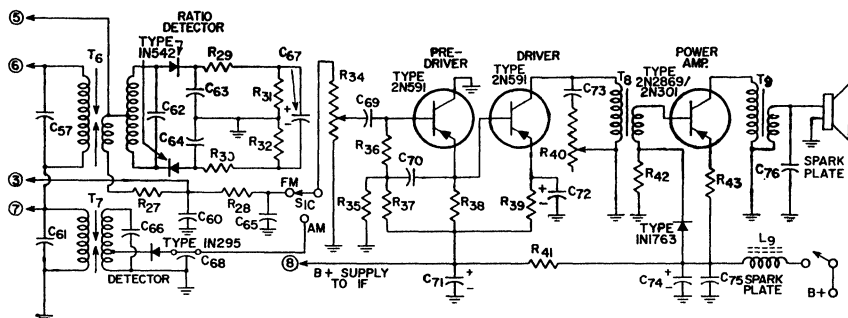 RATIO
DETECTOR
TYPE
IN542
5
6
T6
R29
C67
C63
R31
C57
C62
C64
R32
R30
3
7
T7
R27
C60
R28
C65
FM
S1C
AM
C61
C66
TYPE IN295
C68
DETECTOR
R34
C69
PRE-
DRIVER
TYPE
2N591
DRIVER
TYPE
2N591
R36
C70
R35
R37
R38
R39
C72
C73
R40
T8
POWER
AMP.
TYPE
2N2869/
2N301
T9
R42
R43
C76
SPARK
PLATE
TYPE
IN1763
8
B+ SUPPLY
TO IF
C71
R41
C74
C75
L9
SPARK
PLATE
B+